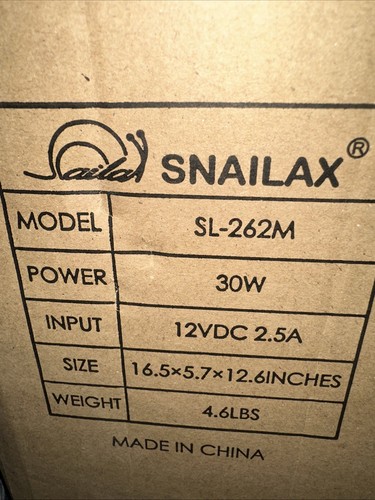 Snailax SNAILAX®
MODEL SL-262M
POWER 30W
INPUT 12VDC 2.5A
SIZE 16.5×5.7×12.6INCHES
WEIGHT 4.6LBS
MADE IN CHINA